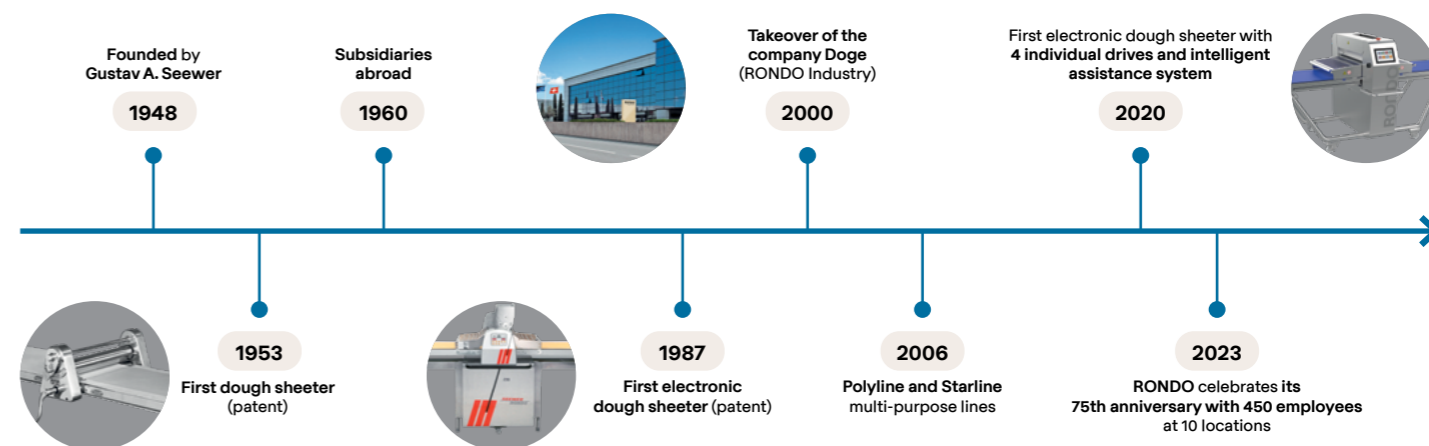 Founded by
Gustav A. Seewer
1948
Subsidiaries
abroad
1960
Takeover of the
company Doge
(RONDO Industry)
2000
First electronic dough sheeter with
4 individual drives and intelligent
assistance system
2020
RONDO
1953
First dough sheeter
(patent)
1987
First electronic
dough sheeter (patent)
2006
Polyline and Starline
multi-purpose lines
2023
RONDO celebrates its
75th anniversary with 450 employees
at 10 locations